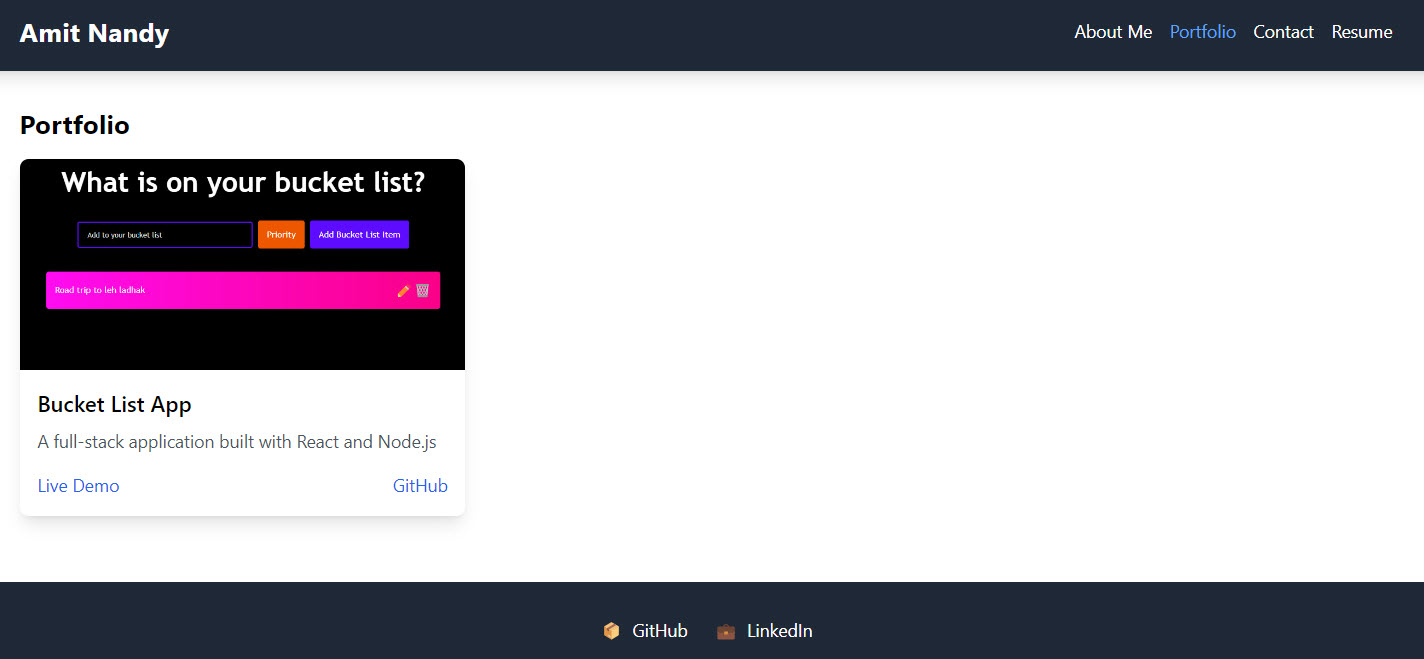 Amit Nandy
About Me Portfolio Contact Resume
Portfolio
What is on your bucket list?
Add to your bucket list Priority Add Bucket List Item
Road trip to leh ladhak
Bucket List App
A full-stack application built with React and Node.js
Live Demo GitHub
GitHub LinkedIn